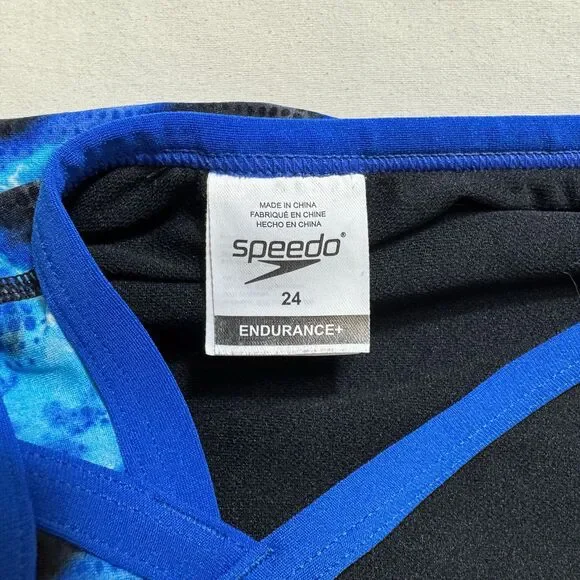 MADE IN CHINA
FABRIQUÉ EN CHINE
HECHO EN CHINA
speedo®
24
ENDURANCE+